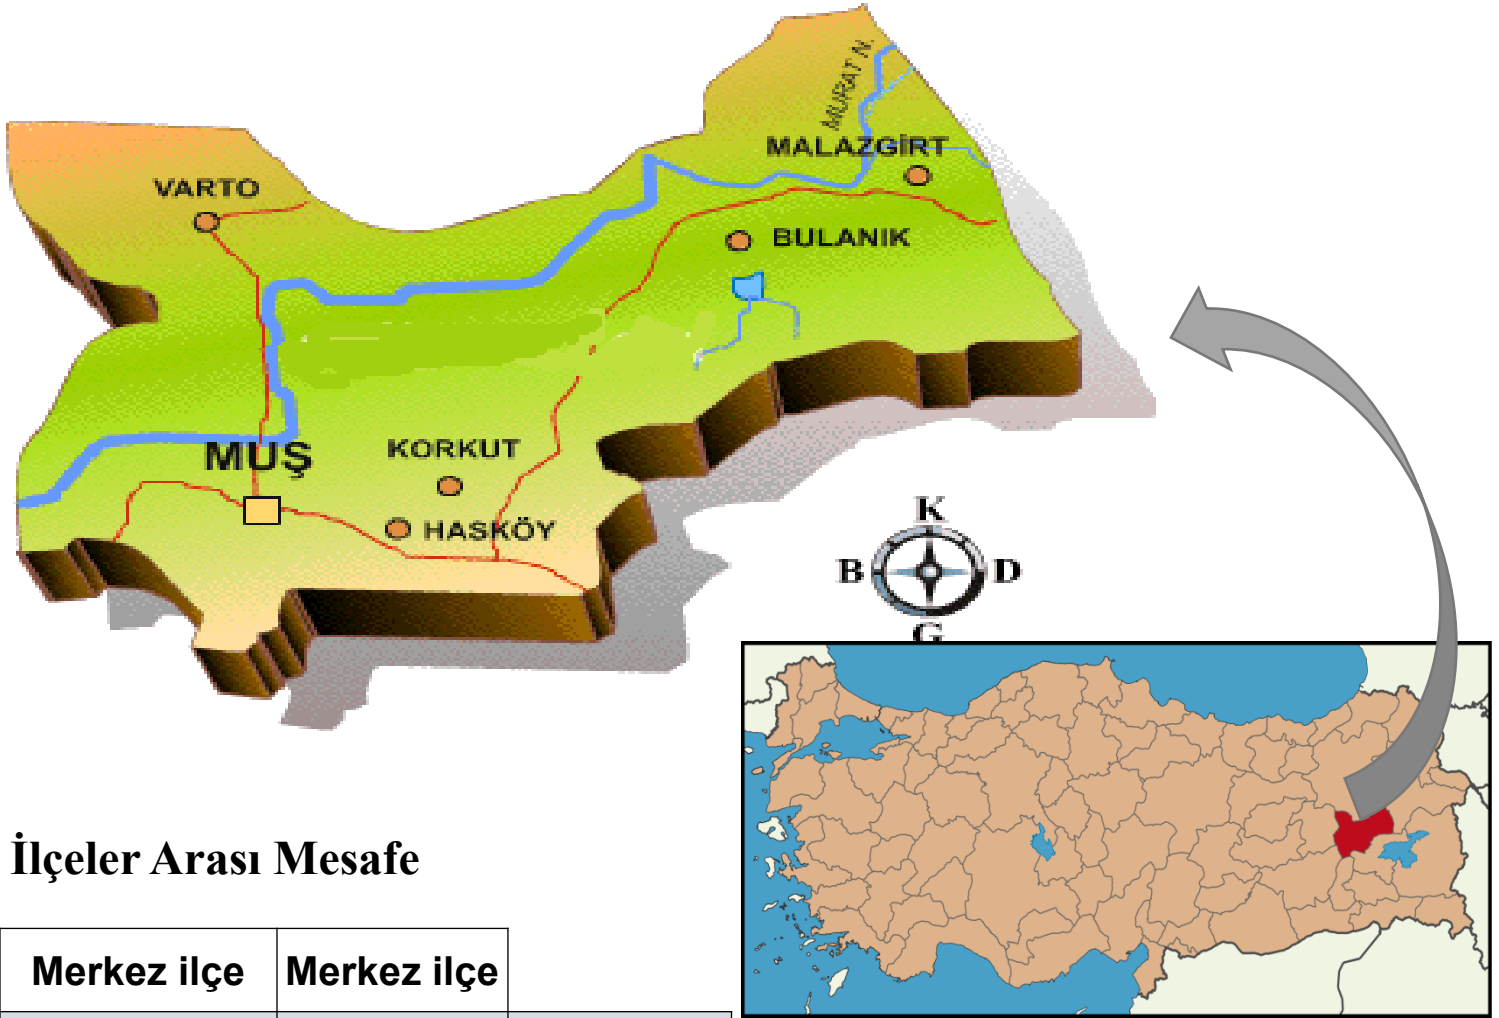 MURAT N.
MALAZGİRT
VARTO
BULANIK
MUŞ
KORKUT
HASKÖY
K
B D
G
İlçeler Arası Mesafe
Merkez ilçe Merkez ilçe